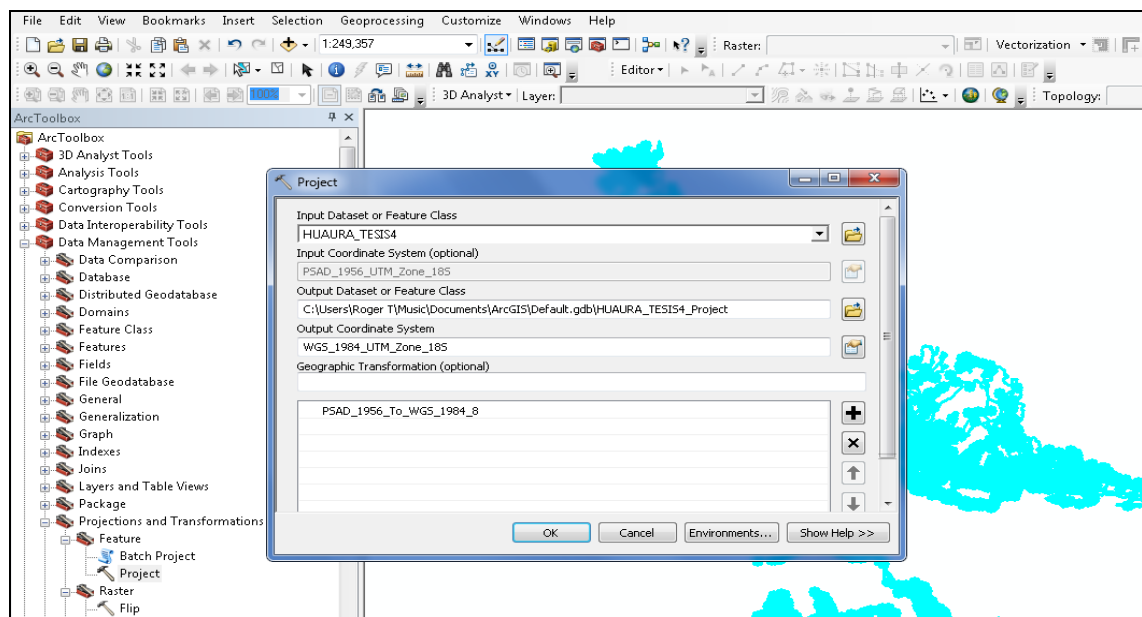 File Edit View Bookmarks Insert Selection Geoprocessing Customize Windows Help
1:249,357
Raster:
Vectorization
Editor
100%
3D Analyst
Layer:
Topology:
ArcToolbox
ArcToolbox
3D Analyst Tools
Analysis Tools
Cartography Tools
Conversion Tools
Data Interoperability Tools
Data Management Tools
Data Comparison
Database
Distributed Geodatabase
Domains
Feature Class
Features
Fields
File Geodatabase
General
Generalization
Graph
Indexes
Joins
Layers and Table Views
Package
Projections and Transformations
Feature
Batch Project
Project
Raster
Flip
Project
Input Dataset or Feature Class
HUAURA_TESIS4
Input Coordinate System (optional)
PSAD_1956_UTM_Zone_18S
Output Dataset or Feature Class
C:\Users\Roger T\Music\Documents\ArcGIS\Default.gdb\HUAURA_TESIS4_Project
Output Coordinate System
WGS_1984_UTM_Zone_18S
Geographic Transformation (optional)
PSAD_1956_To_WGS_1984_8
OK Cancel Environments... Show Help >>